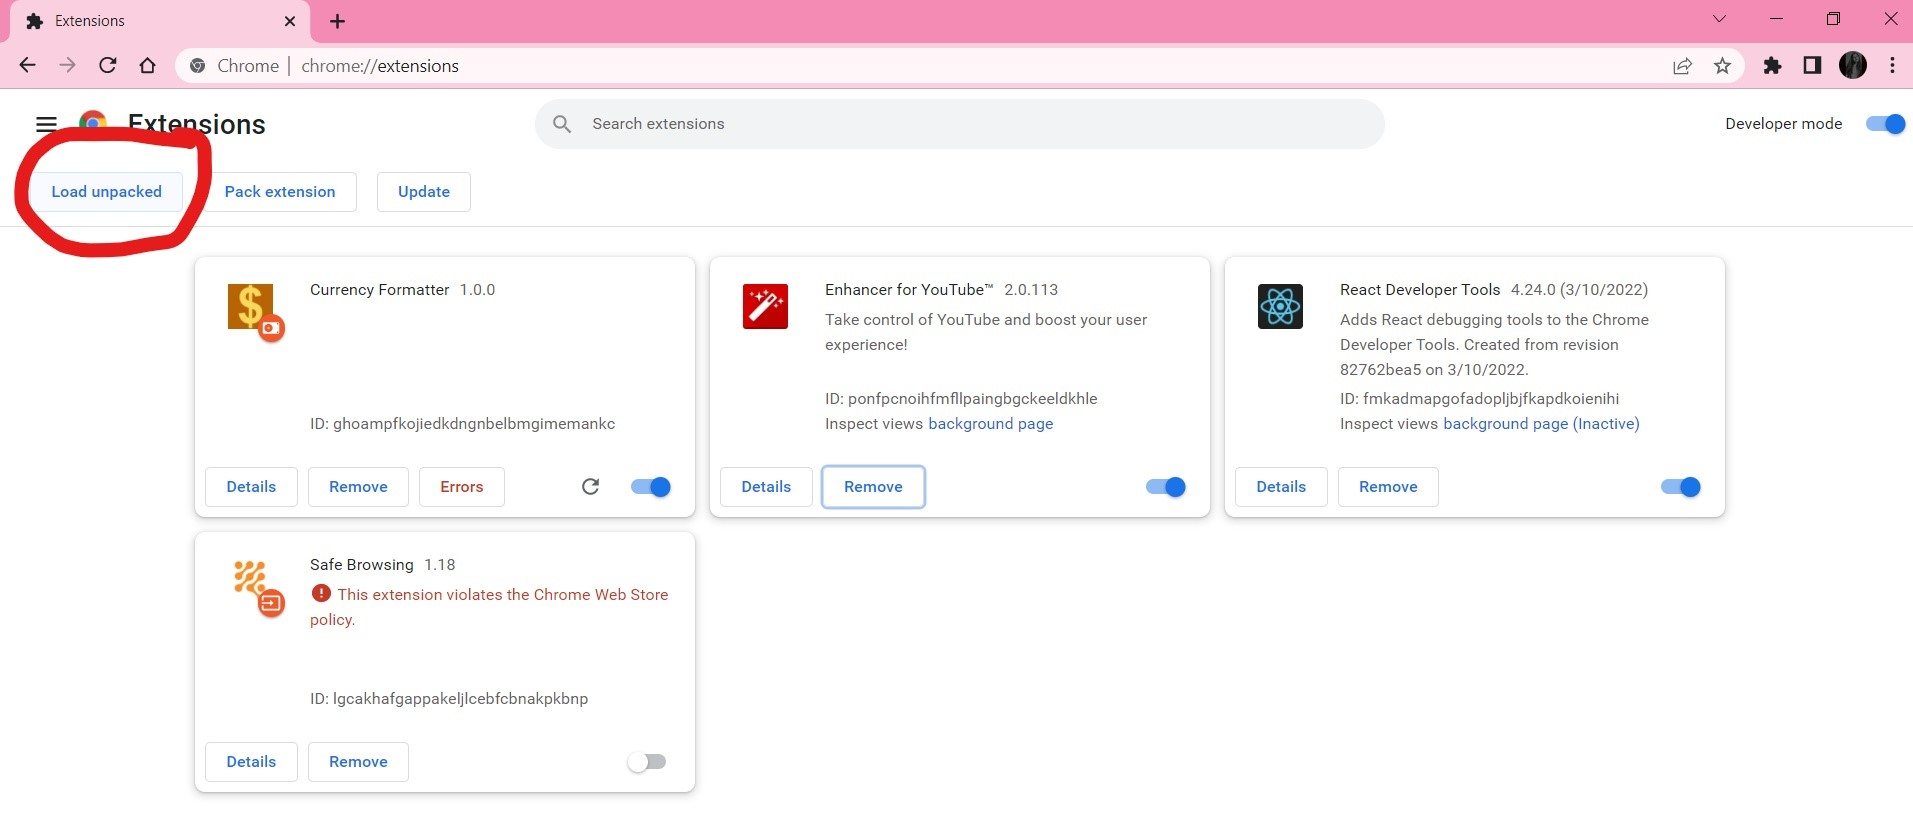 Extensions
Chrome | chrome://extensions
Extensions
Search extensions
Developer mode
Load unpacked
Pack extension
Update
Currency Formatter 1.0.0
ID: ghoampfkojiedkdngnbelbmgimemankc
Details
Remove
Errors
Enhancer for YouTube™ 2.0.113
Take control of YouTube and boost your user
experience!
ID: ponfpcnoihfmfllpaingbgckeeldkhle
Inspect views background page
Details
Remove
React Developer Tools 4.24.0 (3/10/2022)
Adds React debugging tools to the Chrome
Developer Tools. Created from revision
82762bea5 on 3/10/2022.
ID: fmkadmapgofadopljbjfkapdkoienihi
Inspect views background page (Inactive)
Details
Remove
Safe Browsing 1.18
This extension violates the Chrome Web Store
policy.
ID: lgcakhafgappakeljlcebfcbnakpkbnp
Details
Remove